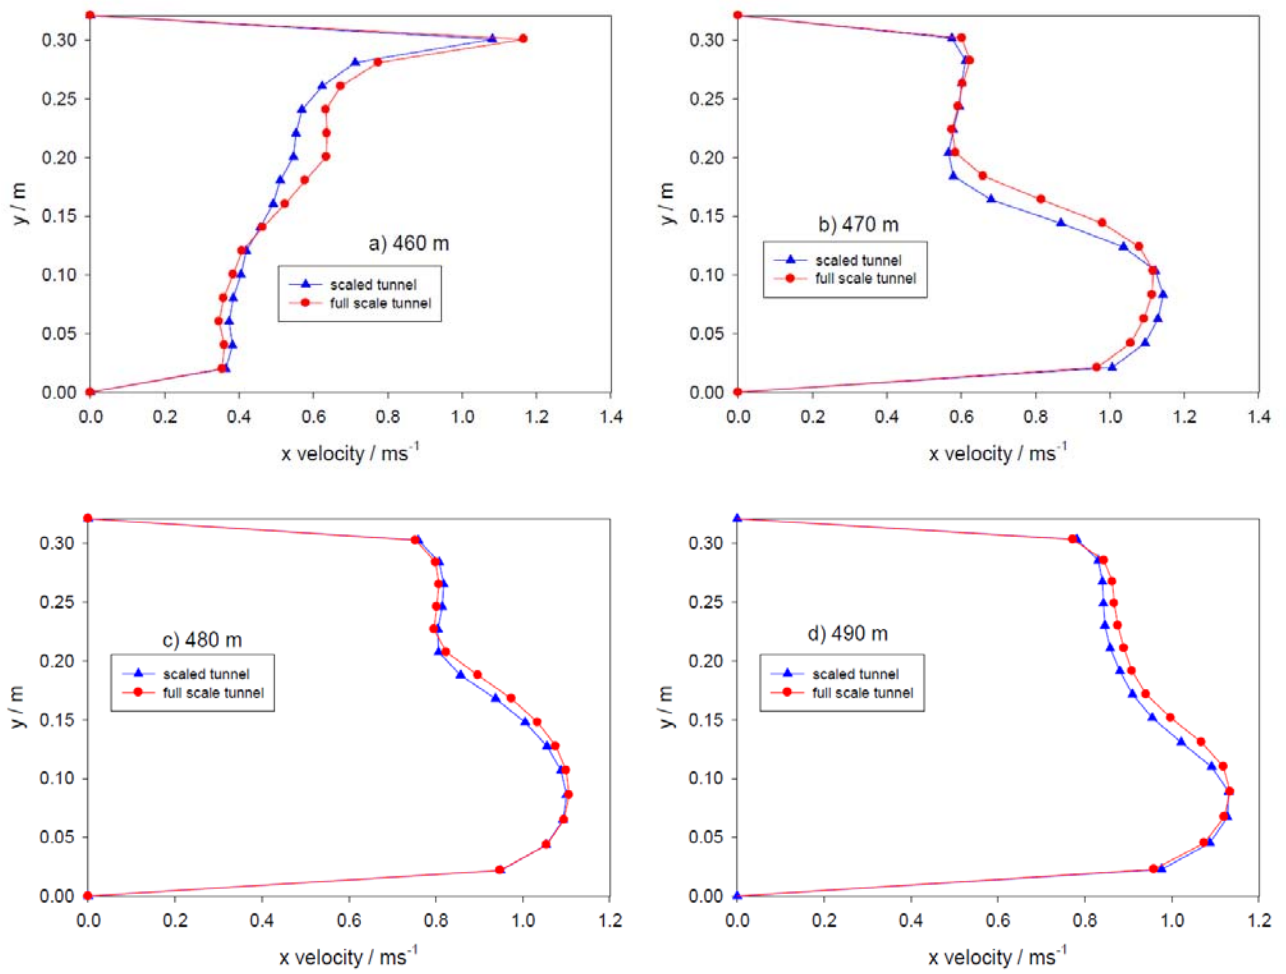 0.30
0.25
0.20
0.15
0.10
0.05
0.00
y / m
a) 460 m
scaled tunnel
full scale tunnel
0.0 0.2 0.4 0.6 0.8 1.0 1.2 1.4
x velocity / ms⁻¹
0.30
0.25
0.20
0.15
0.10
0.05
0.00
y / m
b) 470 m
scaled tunnel
full scale tunnel
0.0 0.2 0.4 0.6 0.8 1.0 1.2 1.4
x velocity / ms⁻¹
0.30
0.25
0.20
0.15
0.10
0.05
0.00
y / m
c) 480 m
scaled tunnel
full scale tunnel
0.0 0.2 0.4 0.6 0.8 1.0 1.2
x velocity / ms⁻¹
0.30
0.25
0.20
0.15
0.10
0.05
0.00
y / m
d) 490 m
scaled tunnel
full scale tunnel
0.0 0.2 0.4 0.6 0.8 1.0 1.2
x velocity / ms⁻¹